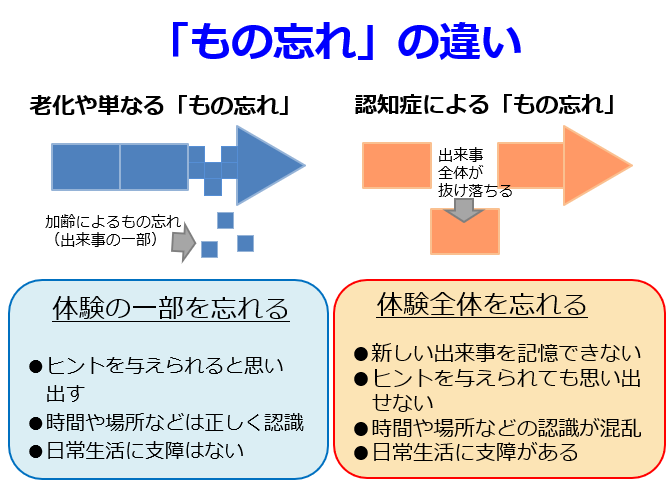 「もの忘れ」の違い
老化や単なる「もの忘れ」
加齢によるもの忘れ
（出来事の一部）
体験の一部を忘れる
●ヒントを与えられると思い
出す
●時間や場所などは正しく認識
●日常生活に支障はない
認知症による「もの忘れ」
出来事
全体が
抜け落ちる
体験全体を忘れる
●新しい出来事を記憶できない
●ヒントを与えられても思い出
せない
●時間や場所などの認識が混乱
●日常生活に支障がある